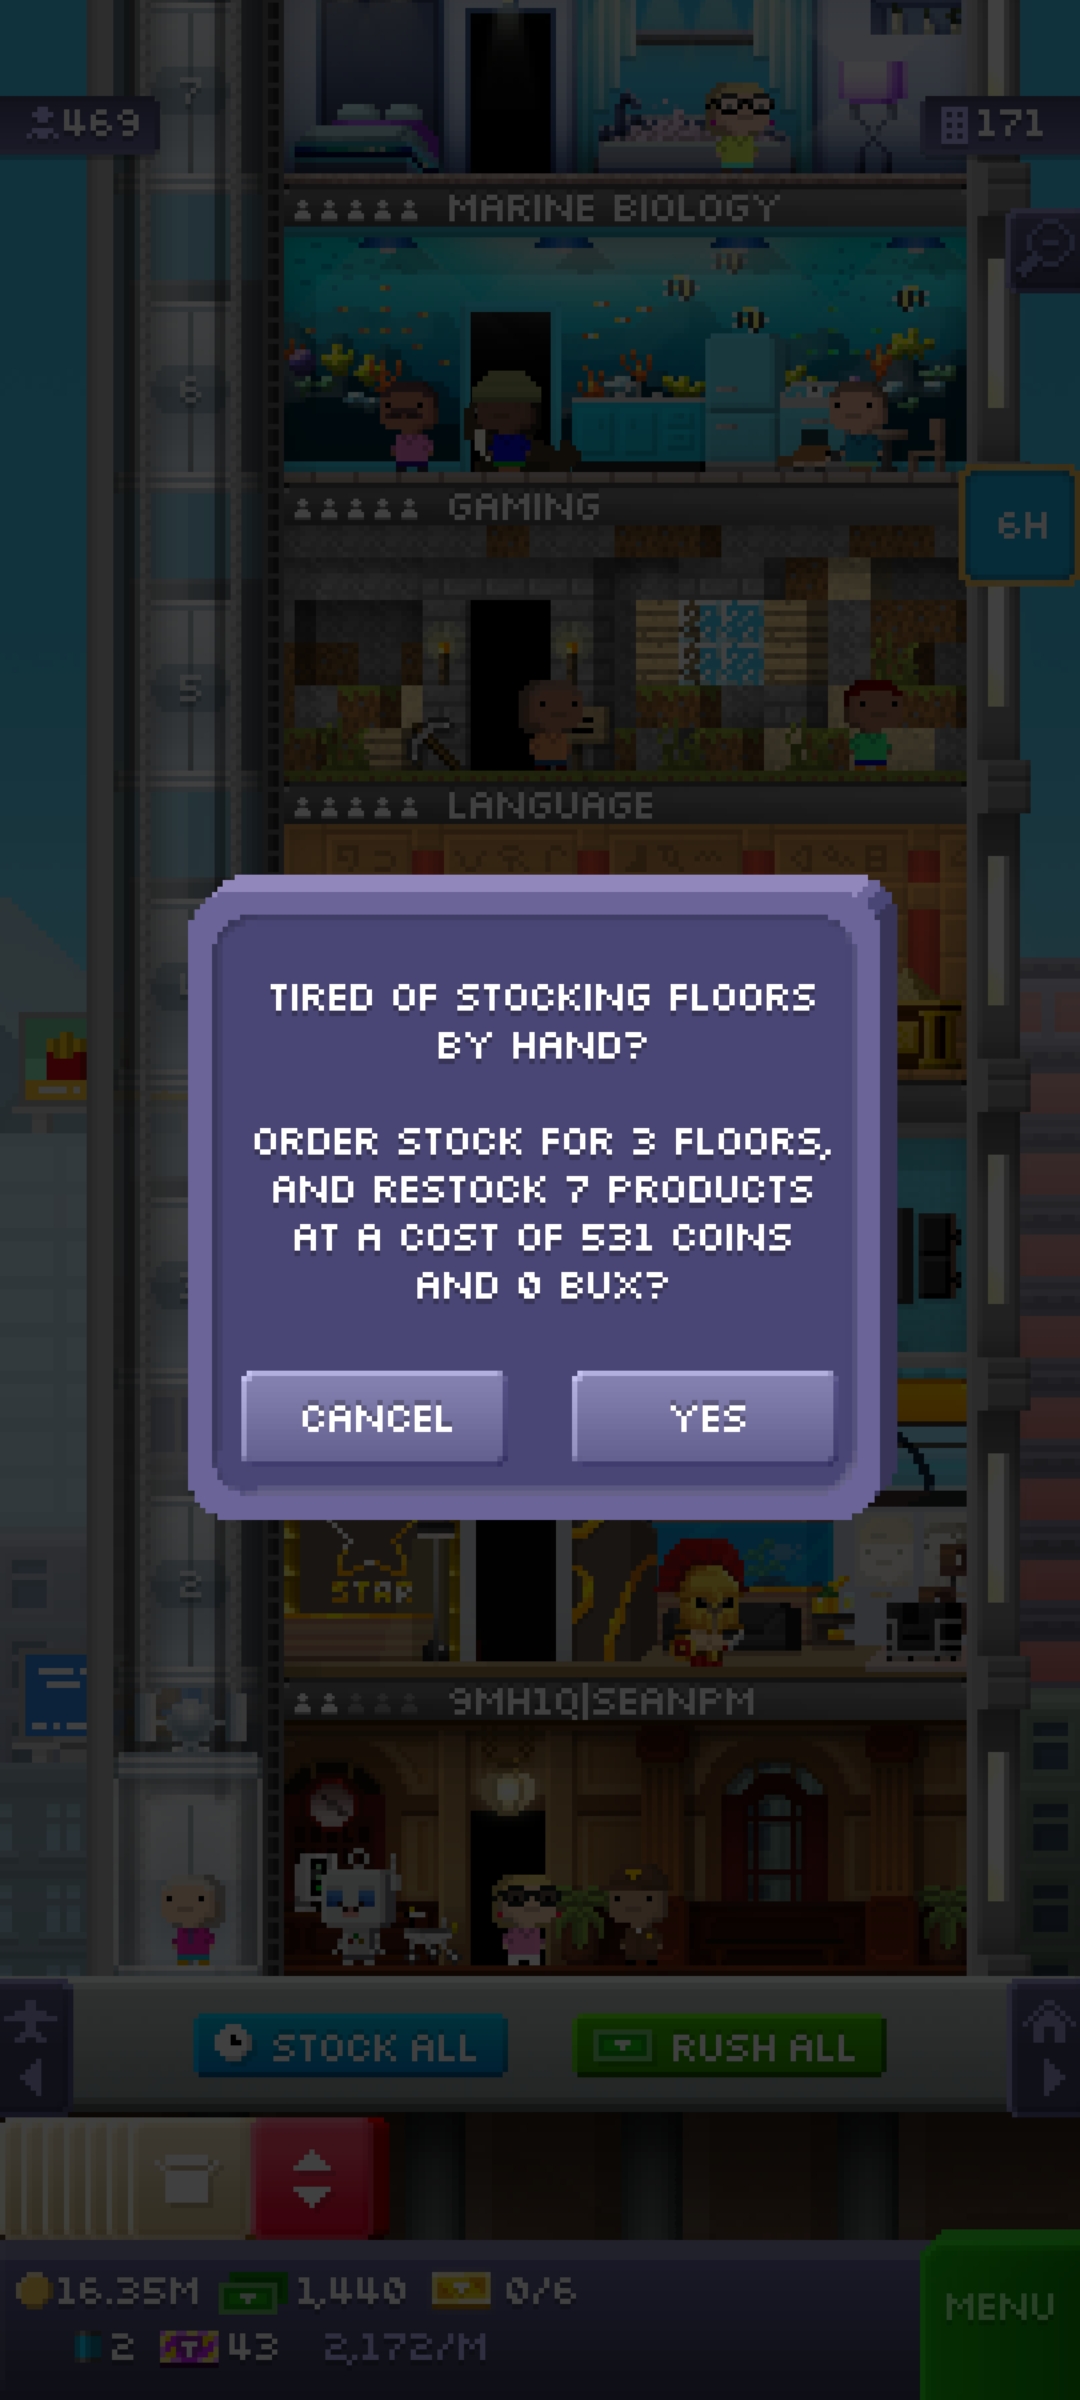 7
469
171
MARINE BIOLOGY
6
GAMING
6H
5
LANGUAGE
TIRED OF STOCKING FLOORS
BY HAND?
ORDER STOCK FOR 3 FLOORS,
AND RESTOCK 7 PRODUCTS
AT A COST OF 531 COINS
AND 0 BUX?
CANCEL
YES
STAR
2
9MH1Q|SEANPM
STOCK ALL
RUSH ALL
16.35M
1,440
0/6
MENU
2
43
2,172/M